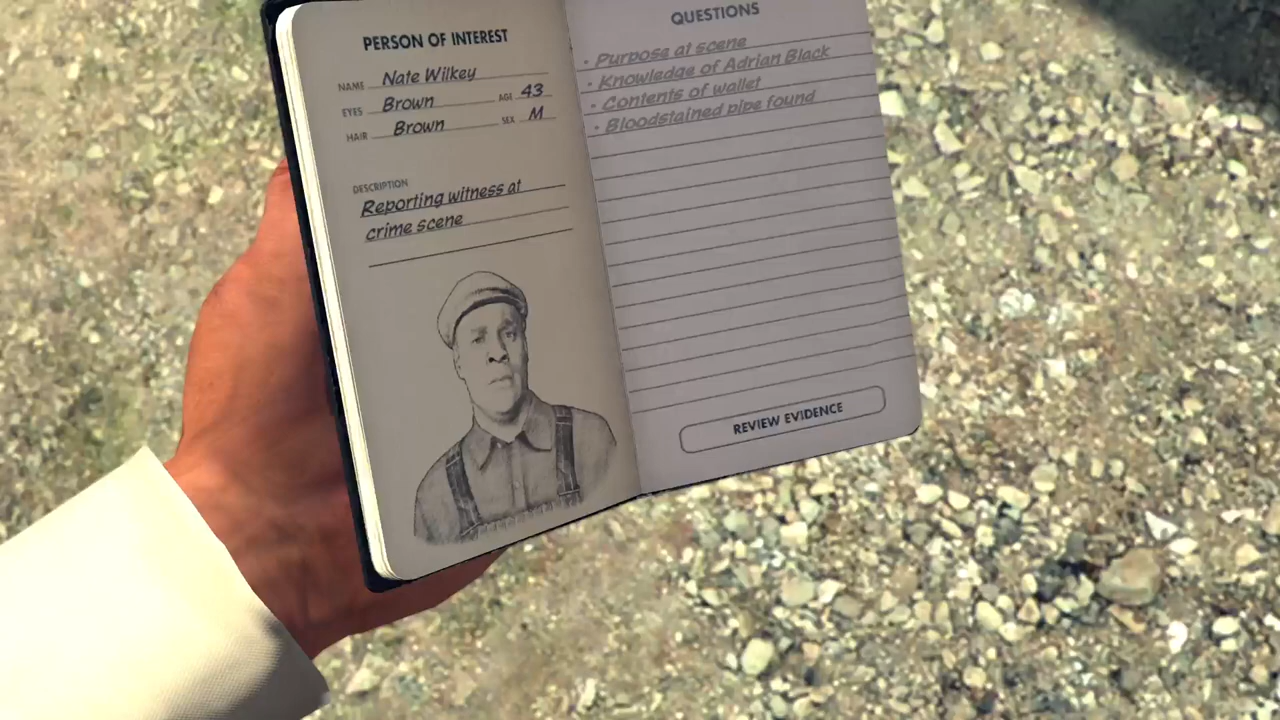 PERSON OF INTEREST
NAME Nate Wilkey
EYES Brown AGE 43
HAIR Brown SEX M
DESCRIPTION
Reporting witness at
crime scene
QUESTIONS
- Purpose at scene
- Knowledge of Adrian Black
- Contents of wallet
- Bloodstained pipe found
REVIEW EVIDENCE